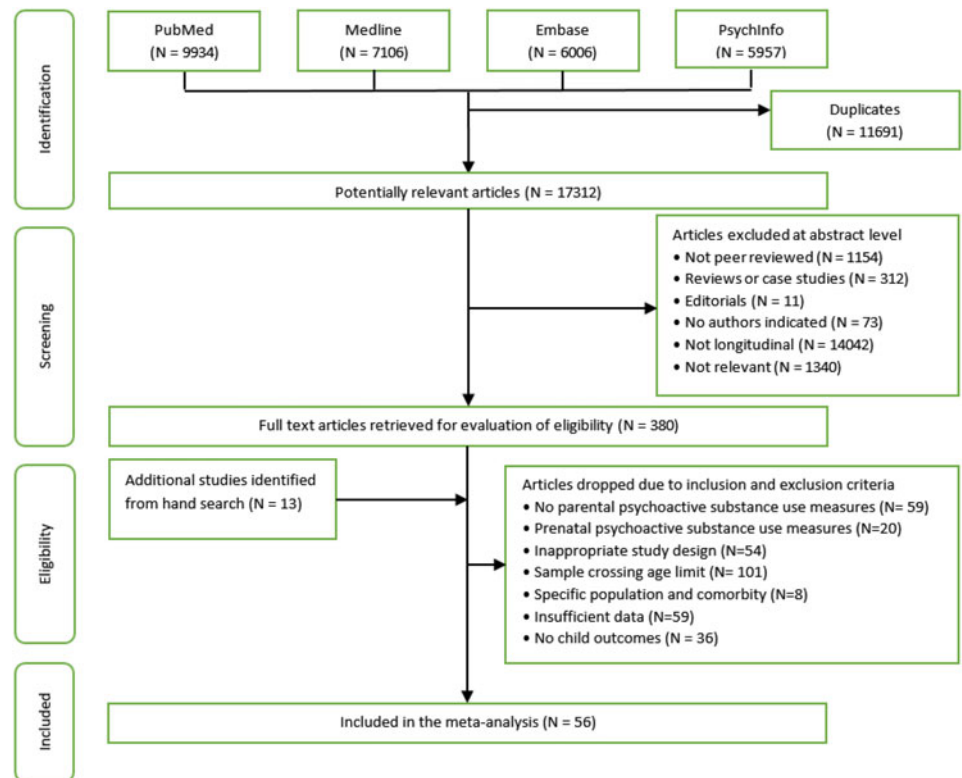 Identification
PubMed
(N = 9934)
Medline
(N = 7106)
Embase
(N = 6006)
PsychInfo
(N = 5957)
Duplicates
(N = 11691)
Potentially relevant articles (N = 17312)
Screening
Articles excluded at abstract level
• Not peer reviewed (N = 1154)
• Reviews or case studies (N = 312)
• Editorials (N = 11)
• No authors indicated (N = 73)
• Not longitudinal (N = 14042)
• Not relevant (N = 1340)
Full text articles retrieved for evaluation of eligibility (N = 380)
Eligibility
Additional studies identified
from hand search (N = 13)
Articles dropped due to inclusion and exclusion criteria
• No parental psychoactive substance use measures (N= 59)
• Prenatal psychoactive substance use measures (N=20)
• Inappropriate study design (N=54)
• Sample crossing age limit (N= 101)
• Specific population and comorbity (N=8)
• Insufficient data (N=59)
• No child outcomes (N = 36)
Included
Included in the meta-analysis (N = 56)